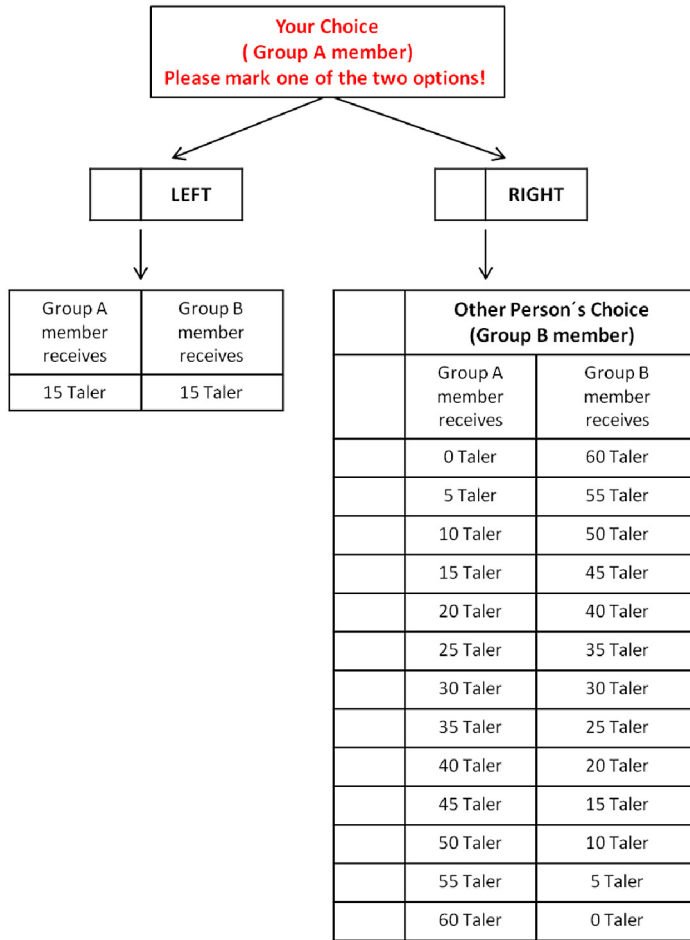 Your Choice
( Group A member)
Please mark one of the two options!
LEFT
RIGHT
Group A
member
receives
Group B
member
receives
15 Taler
15 Taler
Other Person´s Choice
(Group B member)
Group A
member
receives
Group B
member
receives
0 Taler
60 Taler
5 Taler
55 Taler
10 Taler
50 Taler
15 Taler
45 Taler
20 Taler
40 Taler
25 Taler
35 Taler
30 Taler
30 Taler
35 Taler
25 Taler
40 Taler
20 Taler
45 Taler
15 Taler
50 Taler
10 Taler
55 Taler
5 Taler
60 Taler
0 Taler